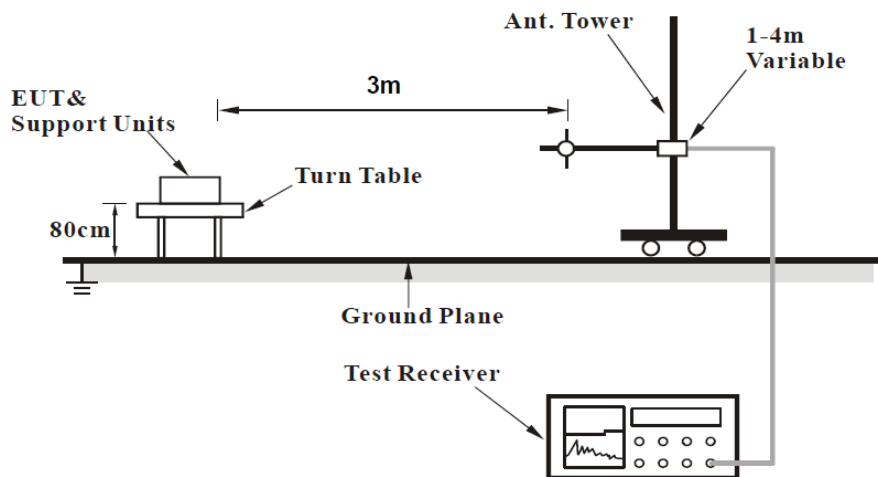 Ant. Tower
1-4m
Variable
3m
EUT&
Support Units
Turn Table
80cm
Ground Plane
Test Receiver